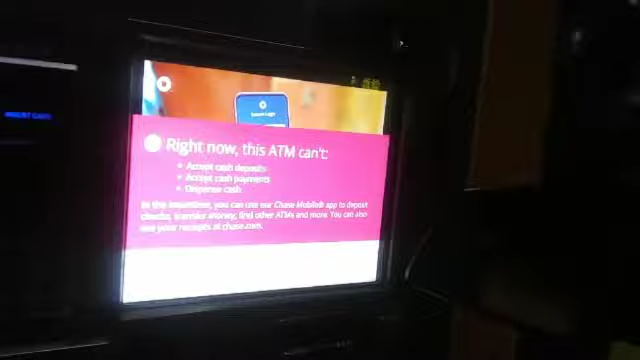 INSERT CARD
Right now, this ATM can't:
• Accept cash deposits
• Accept cash payments
• Dispense cash
In the meantime, you can use our Chase Mobile® app to deposit
checks, transfer money, find other ATMs and more. You can also
see your receipts at chase.com.